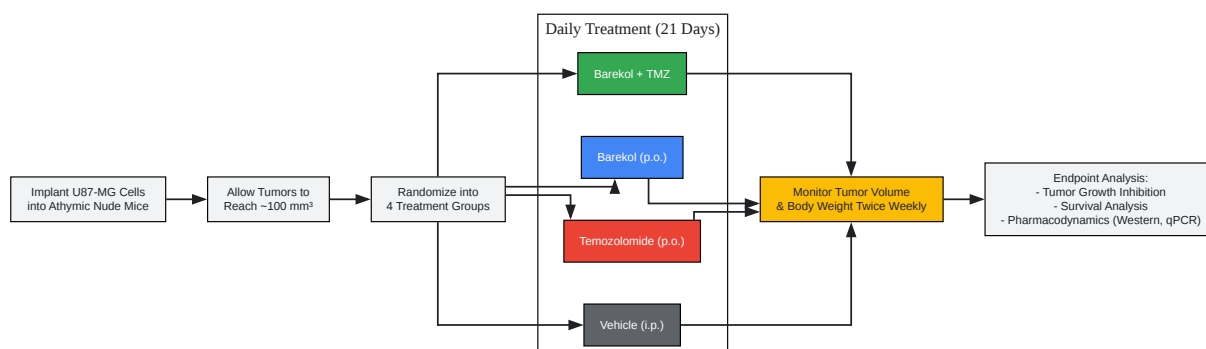 Daily Treatment (21 Days)
Barekol + TMZ
Barekol (p.o.)
Implant U87-MG Cells
into Athymic Nude Mice
Allow Tumors to
Reach ~100 mm³
Randomize into
4 Treatment Groups
Temozolomide (p.o.)
Vehicle (i.p.)
Monitor Tumor Volume
& Body Weight Twice Weekly
Endpoint Analysis:
- Tumor Growth Inhibition
- Survival Analysis
- Pharmacodynamics (Western, qPCR)